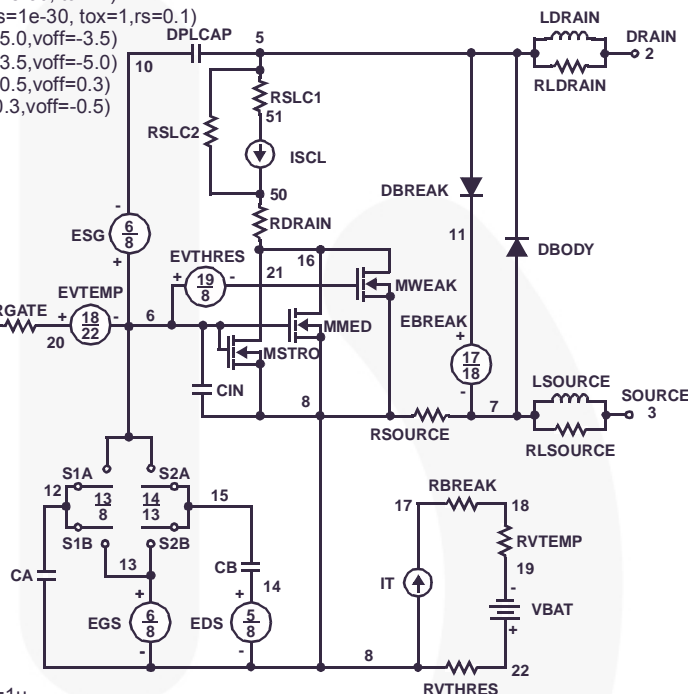 s=1e-30, tox=1,rs=0.1)
5.0,voff=-3.5)
3.5,voff=-5.0)
0.5,voff=0.3)
0.3,voff=-0.5)
LDRAIN
DPLCAP
5
DRAIN
2
10
RLDRAIN
RSLC1
51
RSLC2
ISCL
DBREAK
50
RDRAIN
ESG
6
8
11
DBODY
EVTHRES
16
21
19
8
MWEAK
EVTEMP
RGATE
18
22
6
20
MMED
EBREAK
17
18
MSTRO
CIN
LSOURCE
8
7
SOURCE
3
RSOURCE
RLSOURCE
S1A
S2A
12
13
8
14
13
15
17
RBREAK
18
S1B
S2B
RVTEMP
13
CA
CB
14
19
IT
VBAT
EGS
6
8
EDS
5
8
8
22
RVTHRES
+
-
+
-
+
-
+
-
+
-
+
-
-
+